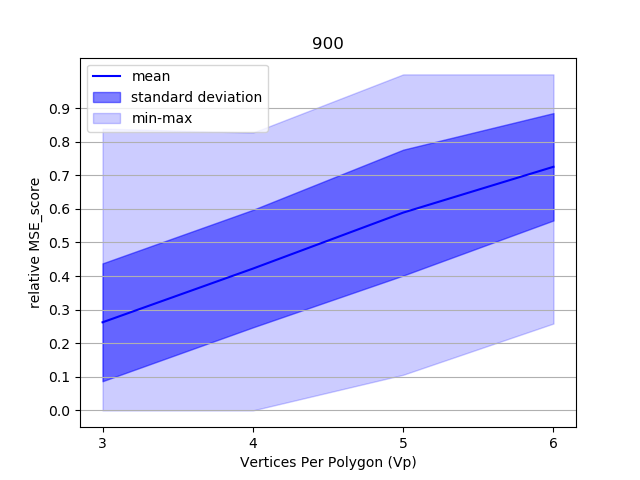 900
mean
standard deviation
min-max
0.9
0.8
0.7
0.6
0.5
0.4
0.3
0.2
0.1
0.0
relative MSE_score
3 4 5 6
Vertices Per Polygon (Vp)